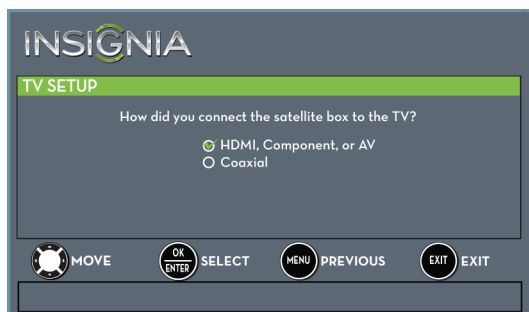 INSIGNIA
TV SETUP
How did you connect the satellite box to the TV?
HDMI, Component, or AV
Coaxial
MOVE
OK
ENTER
SELECT
MENU
PREVIOUS
EXIT
EXIT